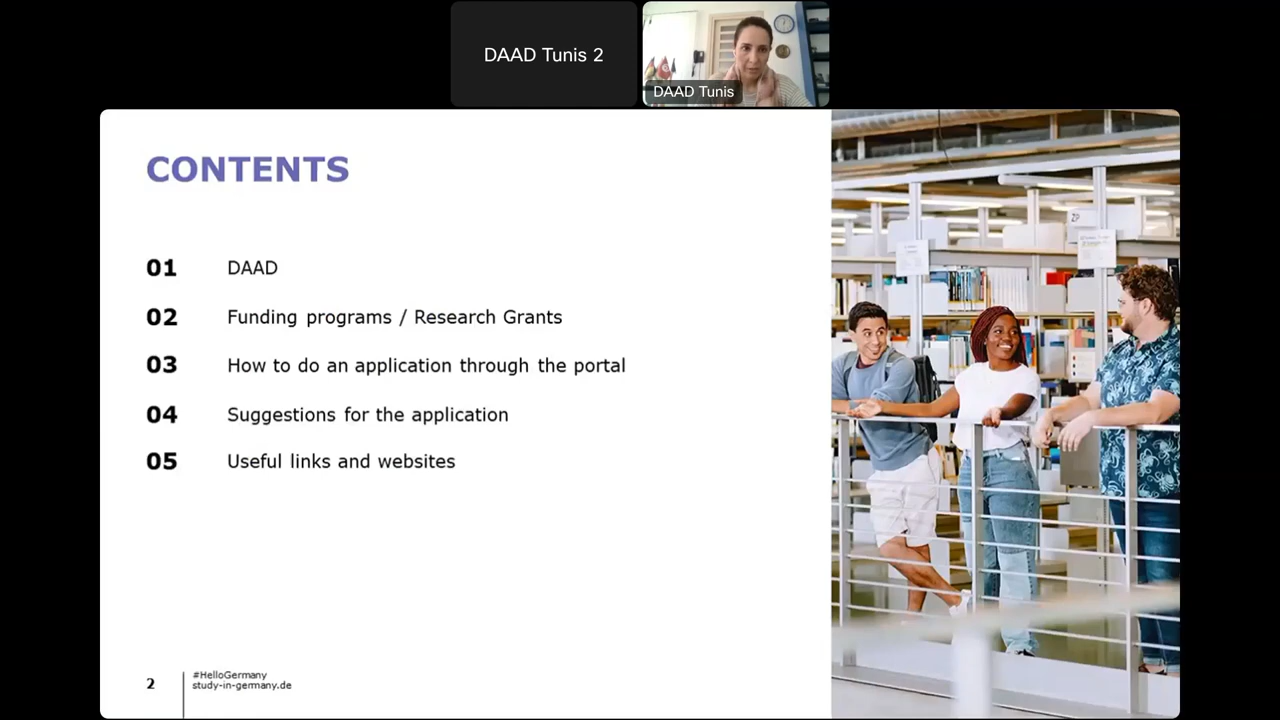 DAAD Tunis 2
DAAD Tunis
CONTENTS
01 DAAD
02 Funding programs / Research Grants
03 How to do an application through the portal
04 Suggestions for the application
05 Useful links and websites
ZP
2
#HelloGermany
study-in-germany.de